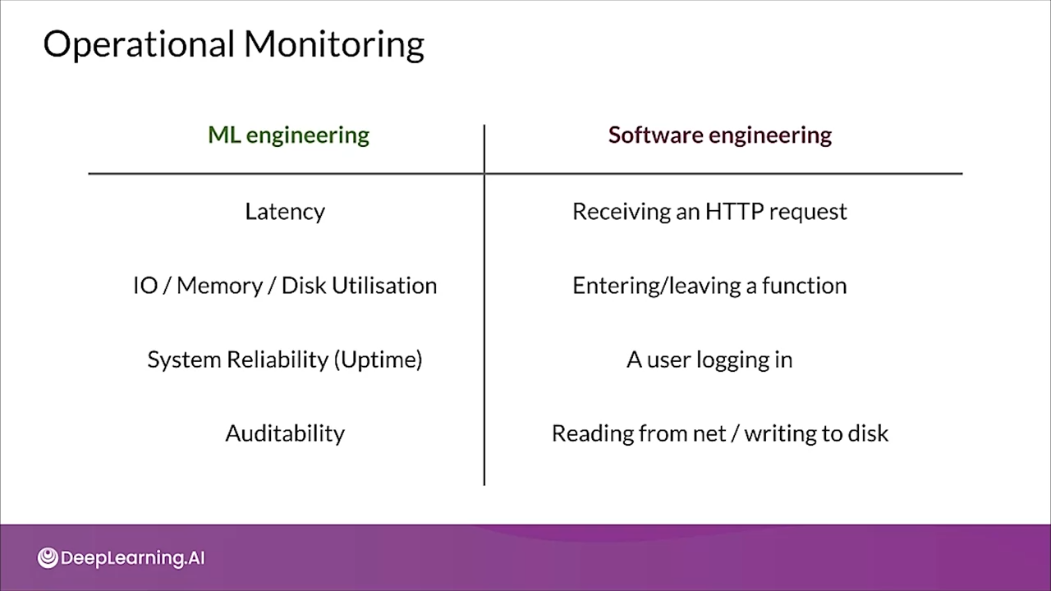 Operational Monitoring
ML engineering
Software engineering
Latency
Receiving an HTTP request
IO / Memory / Disk Utilisation
Entering/leaving a function
System Reliability (Uptime)
A user logging in
Auditability
Reading from net / writing to disk
DeepLearning.AI